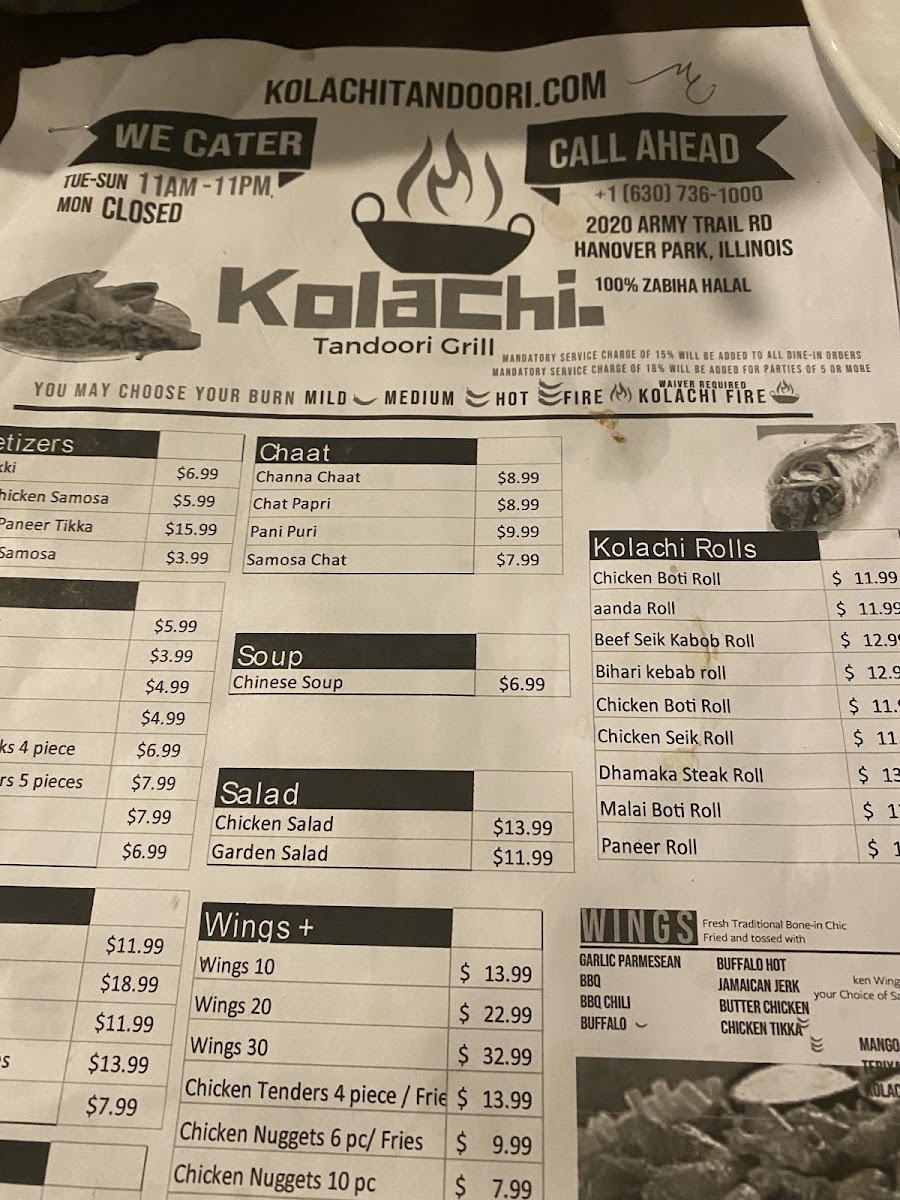 KOLACHITANDOORI.COM
WE CATER
TUE-SUN 11AM-11PM,
MON CLOSED
CALL AHEAD
+1 (630) 736-1000
2020 ARMY TRAIL RD
HANOVER PARK, ILLINOIS
100% ZABIHA HALAL
Kolachi.
Tandoori Grill
MANDATORY SERVICE CHARGE OF 15% WILL BE ADDED TO ALL DINE-IN ORDERS
MANDATORY SERVICE CHARGE OF 18% WILL BE ADDED FOR PARTIES OF 5 OR MORE
YOU MAY CHOOSE YOUR BURN MILD MEDIUM HOT FIRE WAIVER REQUIRED KOLACHI FIRE
etizers
kki $6.99
hicken Samosa $5.99
Paneer Tikka $15.99
Samosa $3.99
$5.99
$3.99
$4.99
$4.99
ks 4 piece $6.99
rs 5 pieces $7.99
$7.99
$6.99
$11.99
$18.99
$11.99
s $13.99
$7.99
Chaat
Channa Chaat $8.99
Chat Papri $8.99
Pani Puri $9.99
Samosa Chat $7.99
Soup
Chinese Soup $6.99
Salad
Chicken Salad $13.99
Garden Salad $11.99
Wings +
Wings 10 $ 13.99
Wings 20 $ 22.99
Wings 30 $ 32.99
Chicken Tenders 4 piece / Frie $ 13.99
Chicken Nuggets 6 pc/ Fries $ 9.99
Chicken Nuggets 10 pc $ 7.99
Kolachi Rolls
Chicken Boti Roll $ 11.99
aanda Roll $ 11.99
Beef Seik Kabob Roll $ 12.9
Bihari kebab roll $ 12.9
Chicken Boti Roll $ 11.
Chicken Seik Roll $ 11.
Dhamaka Steak Roll $ 13
Malai Boti Roll $ 1
Paneer Roll $ 1
WINGS
Fresh Traditional Bone-in Chic
Fried and tossed with
ken Wing
your Choice of Sa
GARLIC PARMESEAN
BBQ
BBQ CHILI
BUFFALO
BUFFALO HOT
JAMAICAN JERK
BUTTER CHICKEN
CHICKEN TIKKA
MANGO
KOLAC